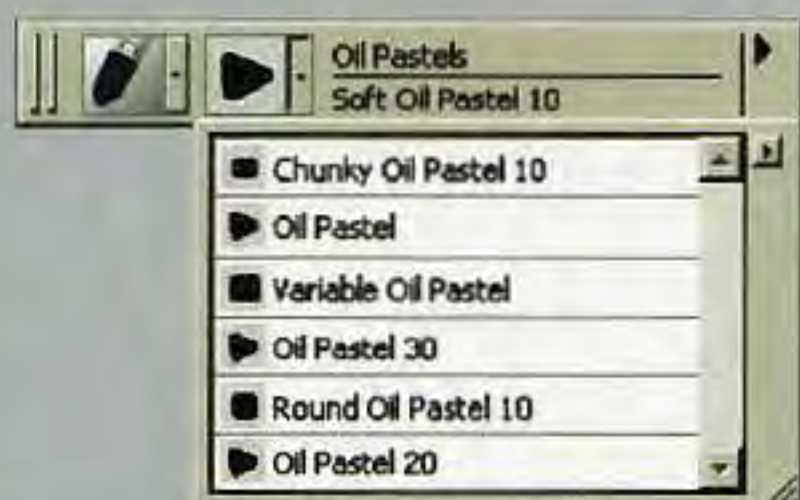 Oil Pastels
Soft Oil Pastel 10
Chunky Oil Pastel 10
Oil Pastel
Variable Oil Pastel
Oil Pastel 30
Round Oil Pastel 10
Oil Pastel 20